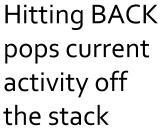 Hitting BACK
pops current
activity off
the stack